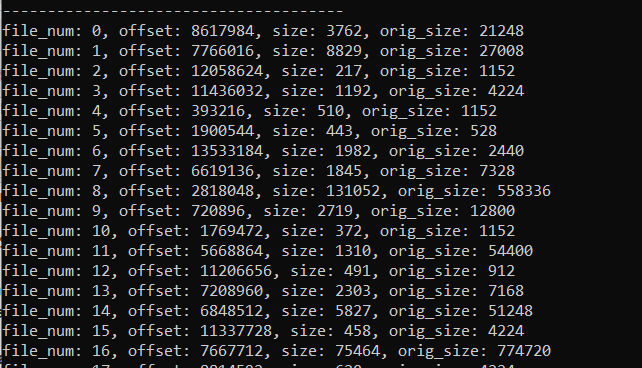 -------------------------------------
file_num: 0, offset: 8617984, size: 3762, orig_size: 21248
file_num: 1, offset: 7766016, size: 8829, orig_size: 27008
file_num: 2, offset: 12058624, size: 217, orig_size: 1152
file_num: 3, offset: 11436032, size: 1192, orig_size: 4224
file_num: 4, offset: 393216, size: 510, orig_size: 1152
file_num: 5, offset: 1900544, size: 443, orig_size: 528
file_num: 6, offset: 13533184, size: 1982, orig_size: 2440
file_num: 7, offset: 6619136, size: 1845, orig_size: 7328
file_num: 8, offset: 2818048, size: 131052, orig_size: 558336
file_num: 9, offset: 720896, size: 2719, orig_size: 12800
file_num: 10, offset: 1769472, size: 372, orig_size: 1152
file_num: 11, offset: 5668864, size: 1310, orig_size: 54400
file_num: 12, offset: 11206656, size: 491, orig_size: 912
file_num: 13, offset: 7208960, size: 2303, orig_size: 7168
file_num: 14, offset: 6848512, size: 5827, orig_size: 51248
file_num: 15, offset: 11337728, size: 458, orig_size: 4224
file_num: 16, offset: 7667712, size: 75464, orig_size: 774720